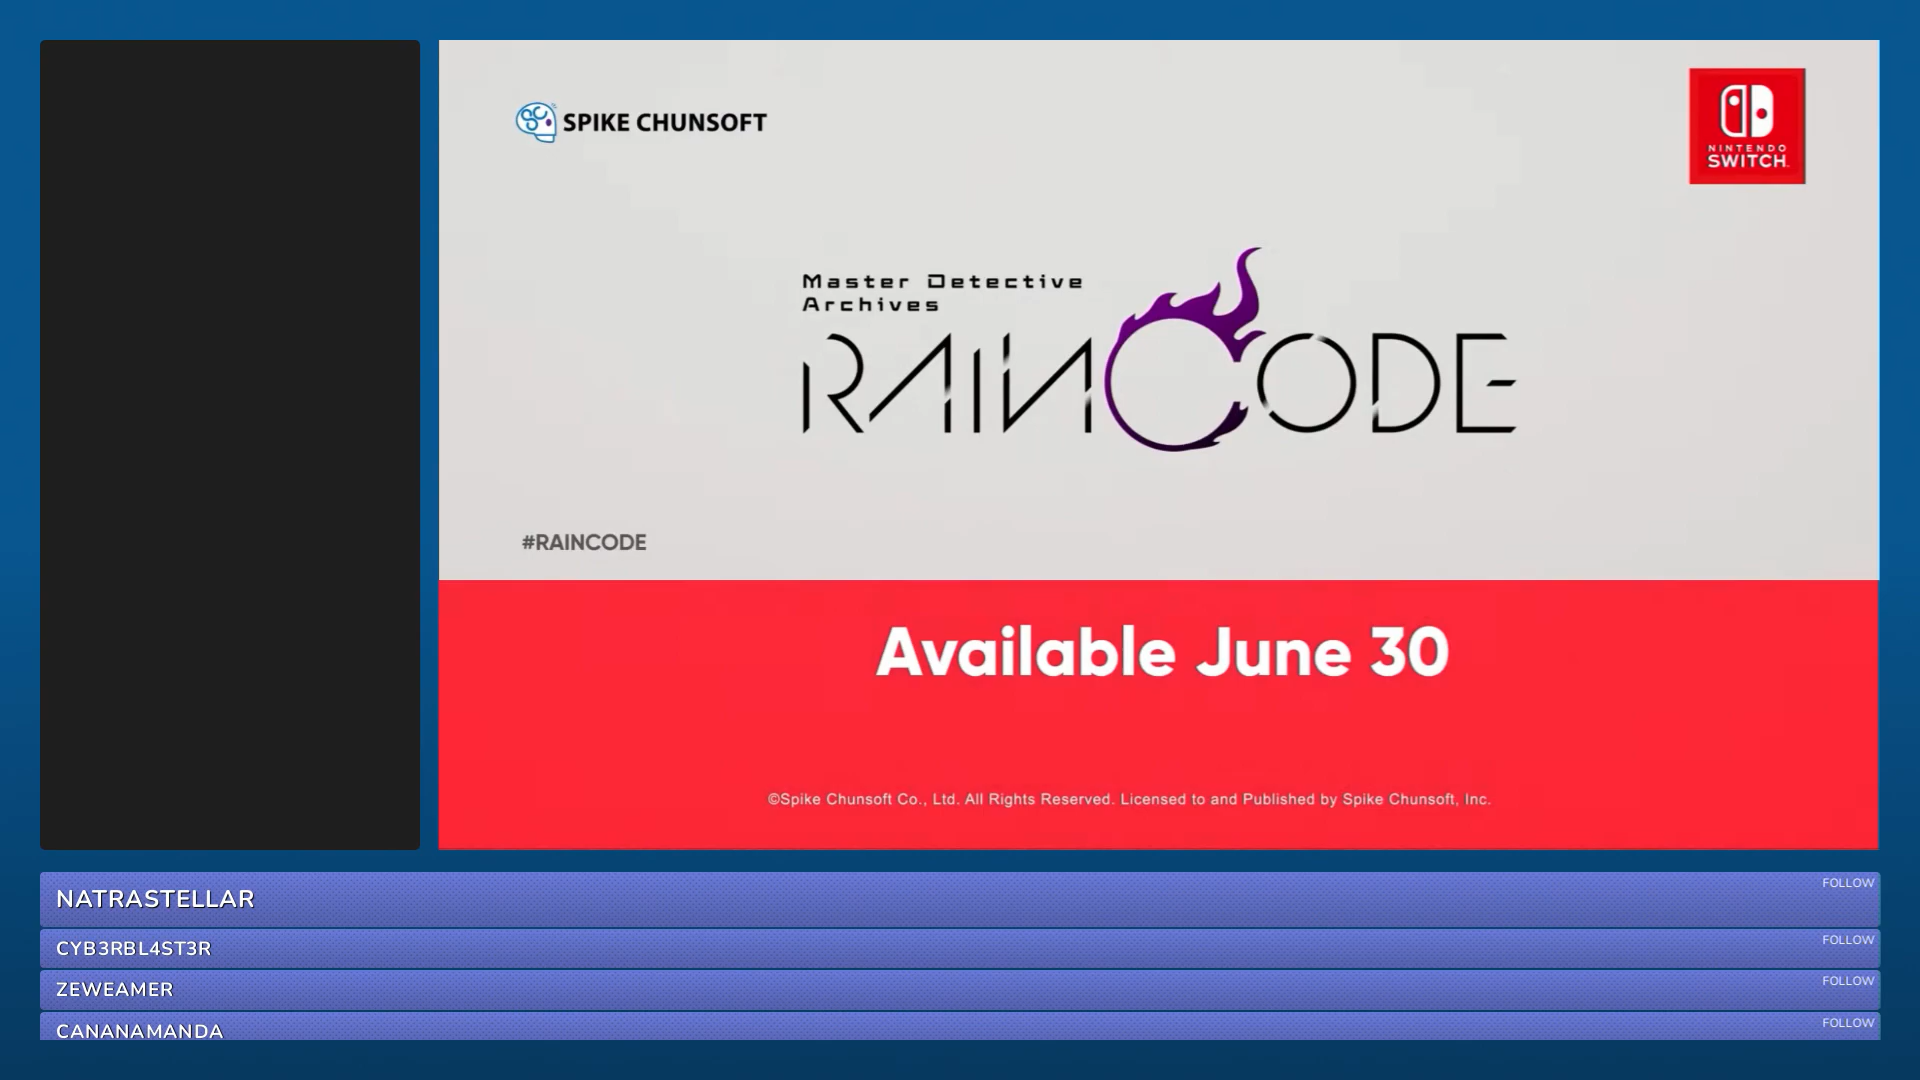 SPIKE CHUNSOFT
NINTENDO
SWITCH
Master Detective
Archives
RAINCODE
#RAINCODE
Available June 30
©Spike Chunsoft Co., Ltd. All Rights Reserved. Licensed to and Published by Spike Chunsoft, Inc.
NATRASTELLAR
FOLLOW
CYB3RBL4ST3R
FOLLOW
ZEWEAMER
FOLLOW
CANANAMANDA
FOLLOW